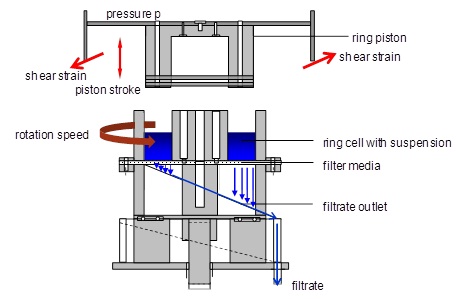 pressure p
ring piston
shear strain
shear strain
piston stroke
rotation speed
ring cell with suspension
filter media
filtrate outlet
filtrate